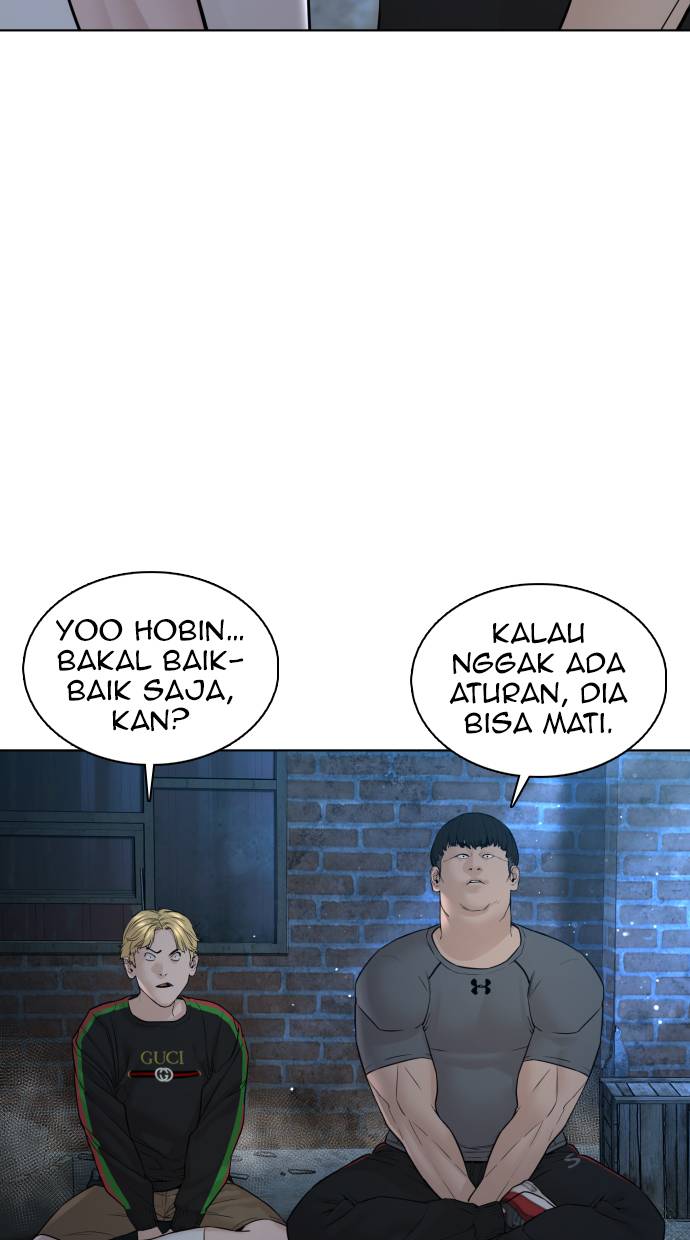 YOO HOBIN...
BAKAL BAIK-
BAIK SAJA,
KAN?
KALAU
NGGAK ADA
ATURAN, DIA
BISA MATI.
GUCI